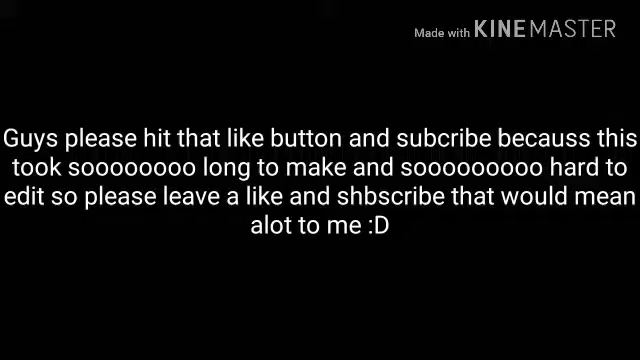 Made with KINEMASTER
Guys please hit that like button and subcribe becauss this
took soooooooo long to make and sooooooooo hard to
edit so please leave a like and shbscribe that would mean
alot to me :D